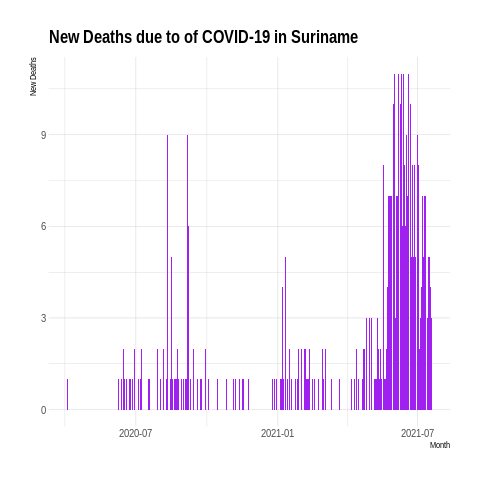 New Deaths due to of COVID-19 in Suriname
New Deaths
9
6
3
0
2020-07
2021-01
2021-07
Month